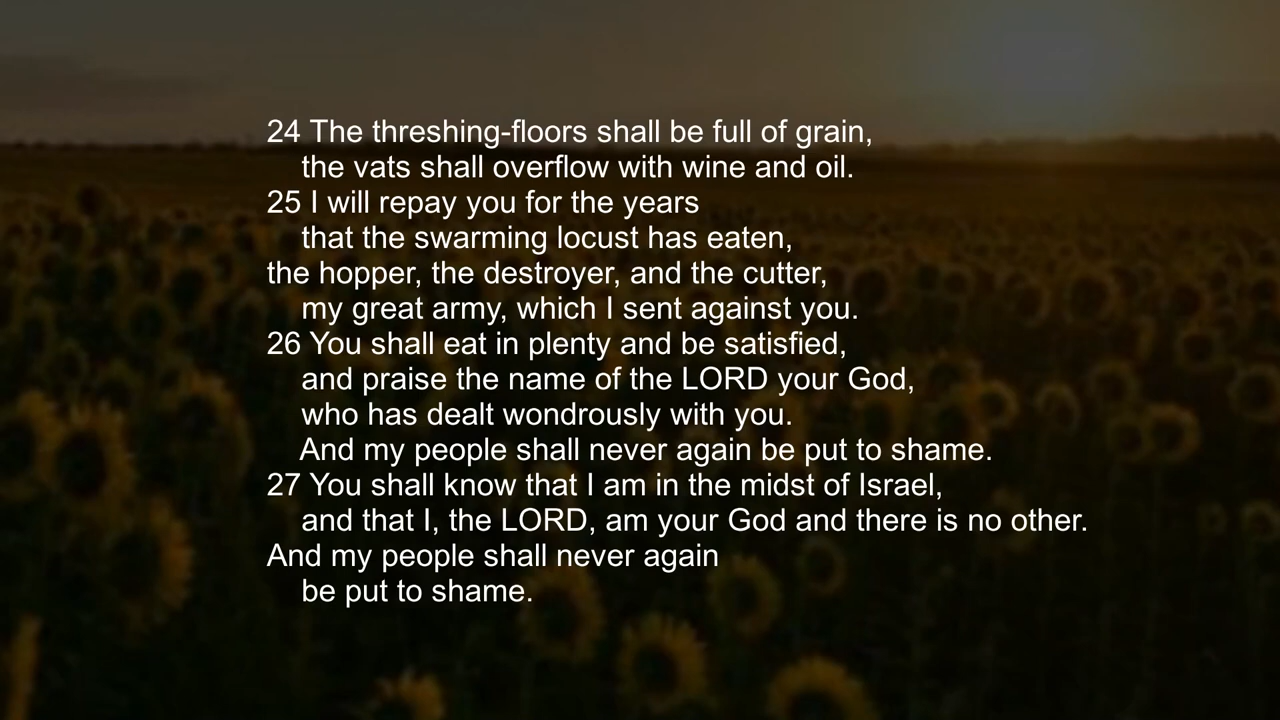 24 The threshing-floors shall be full of grain,
the vats shall overflow with wine and oil.
25 I will repay you for the years
that the swarming locust has eaten,
the hopper, the destroyer, and the cutter,
my great army, which I sent against you.
26 You shall eat in plenty and be satisfied,
and praise the name of the LORD your God,
who has dealt wondrously with you.
And my people shall never again be put to shame.
27 You shall know that I am in the midst of Israel,
and that I, the LORD, am your God and there is no other.
And my people shall never again
be put to shame.